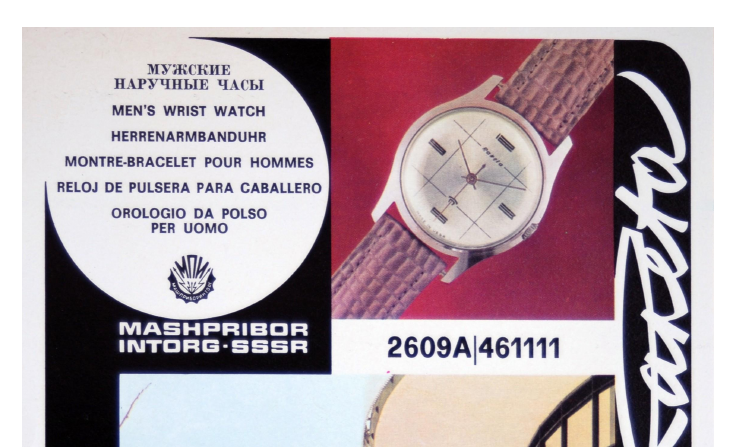 МУЖСКИЕ
НАРУЧНЫЕ ЧАСЫ
MEN'S WRIST WATCH
HERRENARMBANDUHR
MONTRE-BRACELET POUR HOMMES
RELOJ DE PULSERA PARA CABALLERO
OROLOGIO DA POLSO
PER UOMO
МПИ
MASHPRIBOR
INTORG·SSSR
2609A|461111